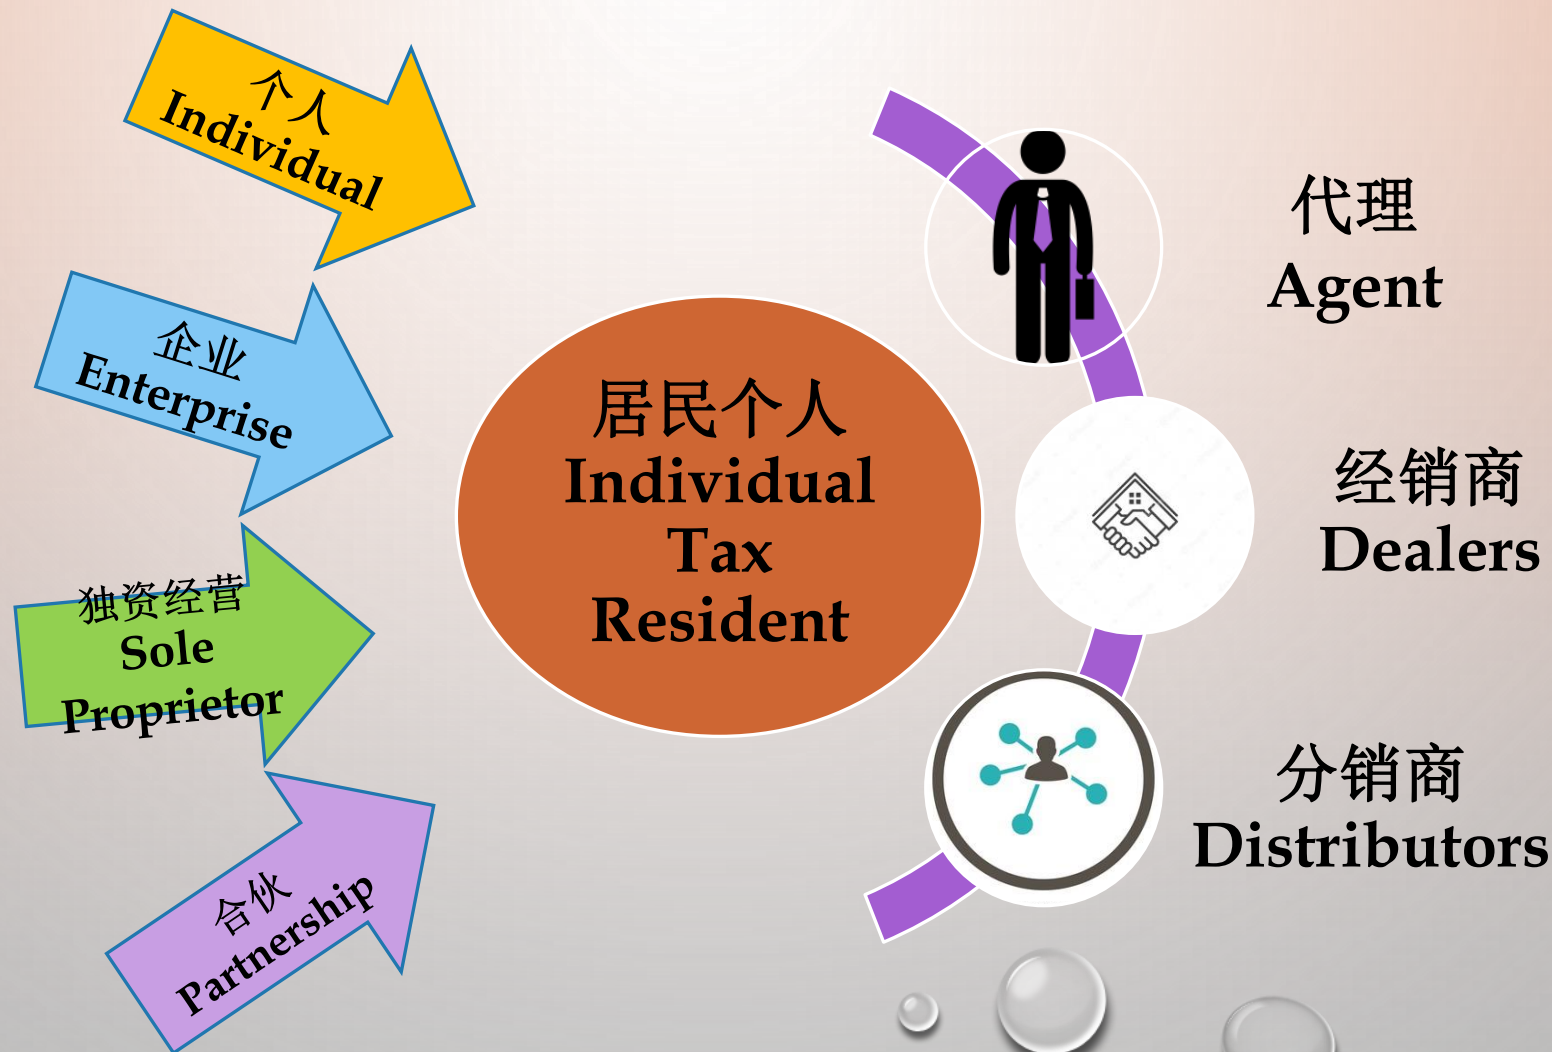 个人
Individual
企业
Enterprise
独资经营
Sole
Proprietor
合伙
Partnership
居民个人
Individual
Tax
Resident
代理
Agent
经销商
Dealers
分销商
Distributors